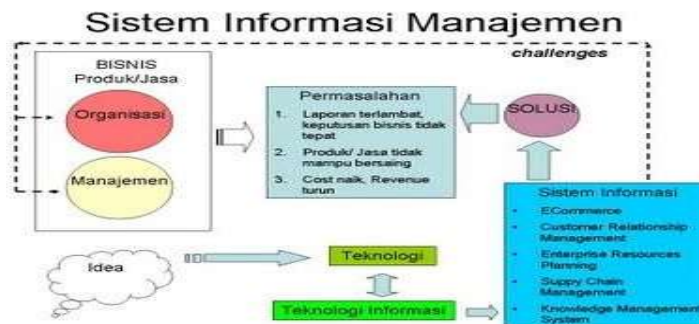 Sistem Informasi Manajemen
challenges
BISNIS
Produk/Jasa
Organisasi
Manajemen
Permasalahan
1. Laporan terlambat,
keputusan bisnis tidak
tepat
2. Produk/ Jasa tidak
mampu bersaing
3. Cost naik, Revenue
turun
SOLUSI
Sistem Informasi
• ECommerce
• Customer Relationship
Management
• Enterprise Resources
Planning
• Suppy Chain
Management
• Knowledge Management
System
Idea
Teknologi
Teknologi Informasi